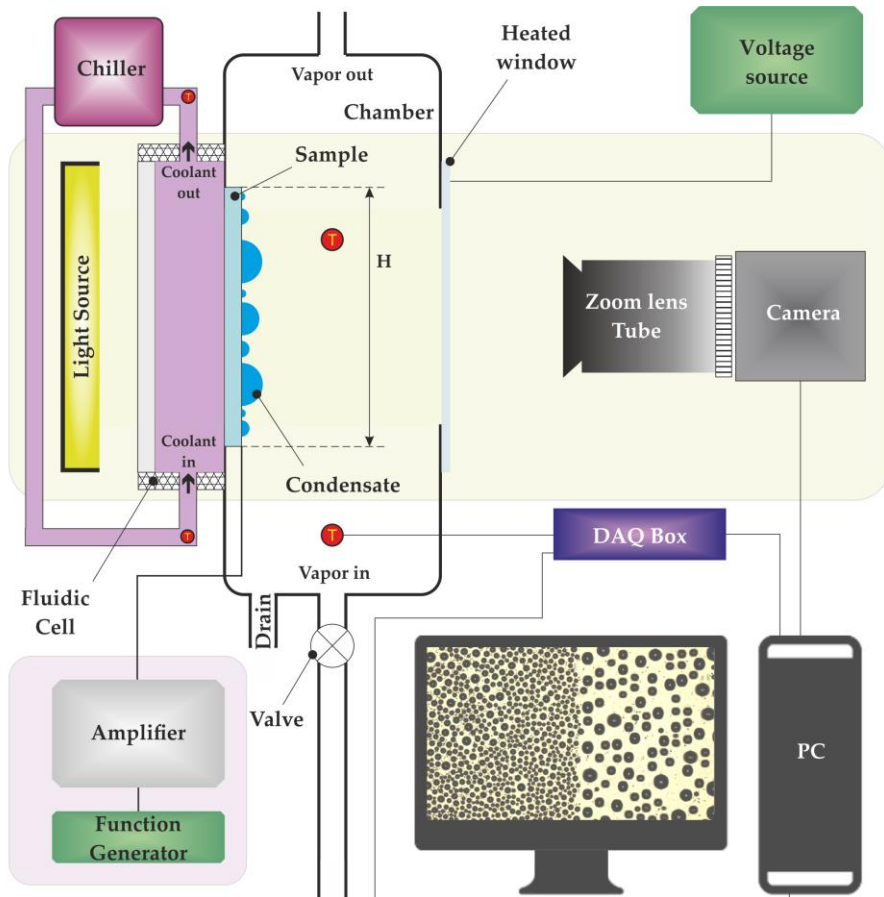 Chiller
T
Vapor out
Heated
window
Voltage
source
Chamber
Coolant
out
Sample
T
H
Light Source
Zoom lens
Tube
Camera
Coolant
in
Condensate
T
T
DAQ Box
Fluidic
Cell
Vapor in
Drain
Valve
Amplifier
Function
Generator
PC